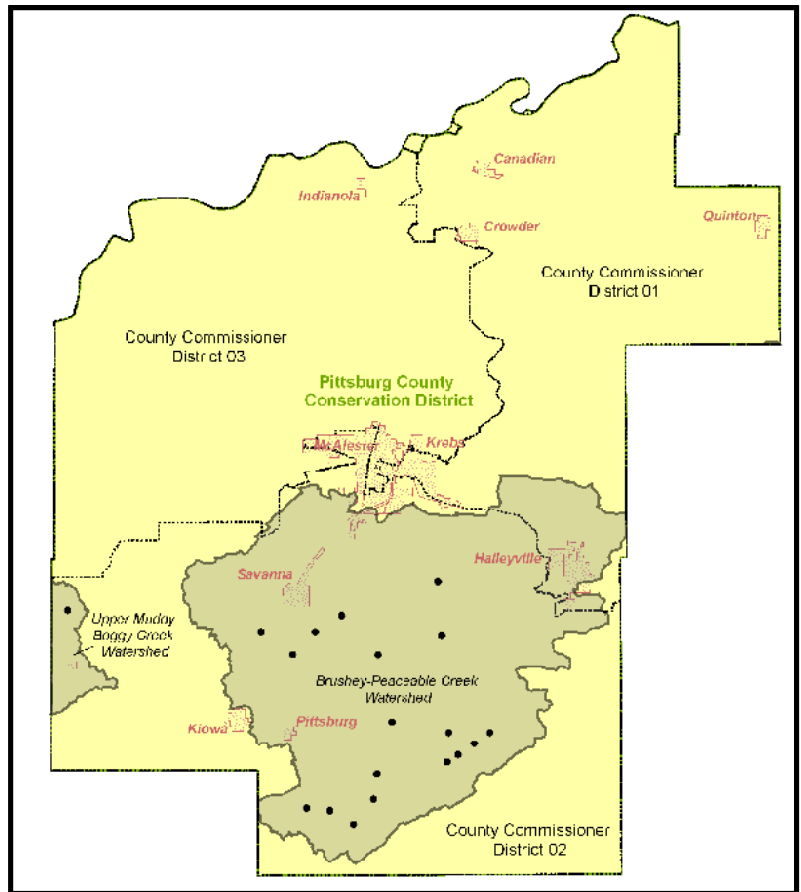 Canadian
Indianola
Quinton
Crowder
County Commissioner
District 01
County Commissioner
District 03
Pittsburg County
Conservation District
McAlester
Krebs
Haileyville
Savanna
Upper Muddy
Boggy Creek
Watershed
Brushey-Peaceable Creek
Watershed
Kiowa
Pittsburg
County Commissioner
District 02